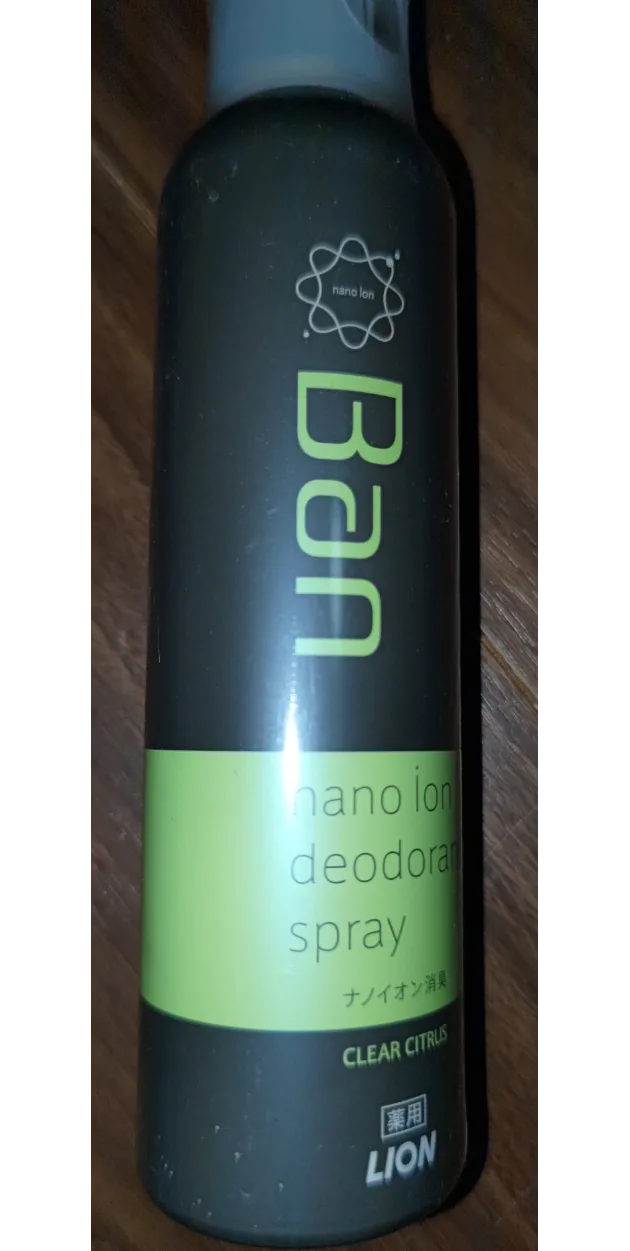 nano ion
Ban
nano ion
deodoran
spray
ナノイオン消臭
CLEAR CITRUS
薬用
LION